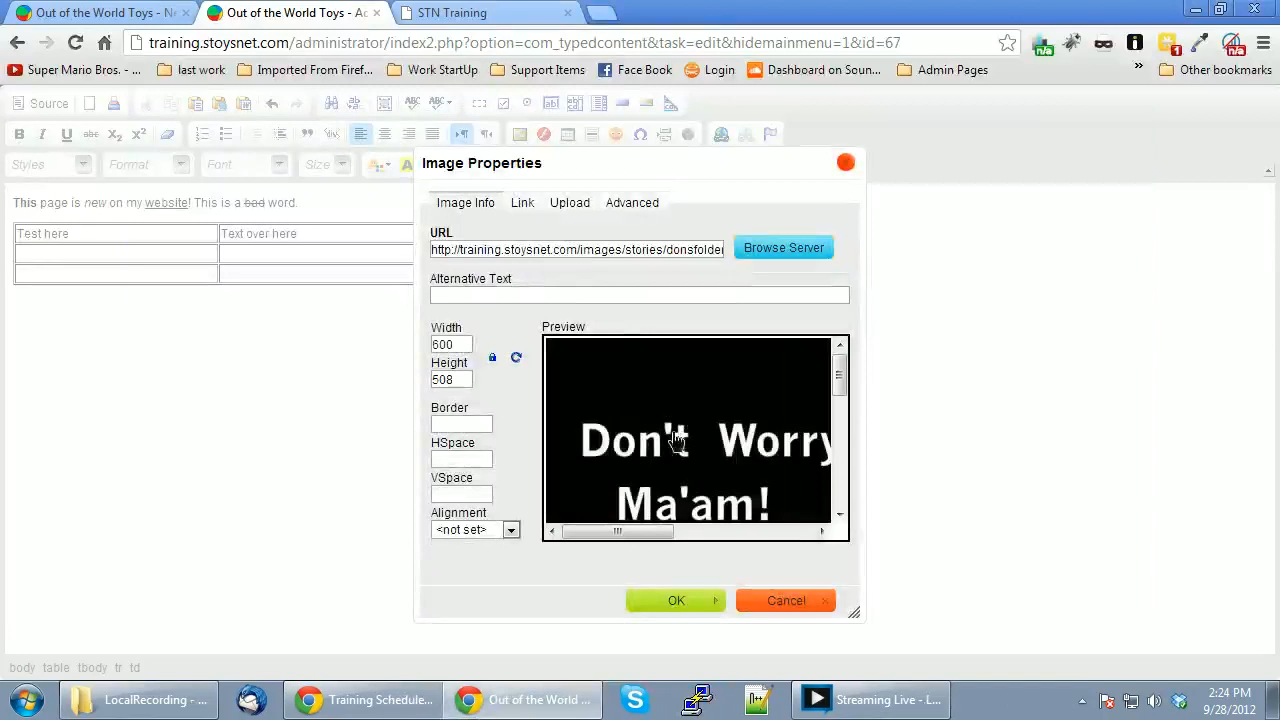 Out of the World Toys - Ne
Out of the World Toys - Ac
STN Training
training.stoysnet.com/administrator/index2.php?option=com_typedcontent&task=edit&hidemainmenu=1&id=67
Super Mario Bros. - ...
last work
Imported From Firef...
Work StartUp
Support Items
Face Book
Login
Dashboard on Soun...
Admin Pages
»
Other bookmarks
Source
B I U abc X₂ X²
Styles
Format
Font
Size
This page is new on my website! This is a bad word.
Test here
Text over here
Image Properties
Image Info
Link
Upload
Advanced
URL
http://training.stoysnet.com/images/stories/donsfolder
Browse Server
Alternative Text
Width
600
Height
508
Border
HSpace
VSpace
Alignment
<not set>
Preview
Don't Worry
Ma'am!
OK
Cancel
body table tbody tr td
LocalRecording - ...
Training Schedule...
Out of the World ...
Streaming Live - L...
2:24 PM
9/28/2012